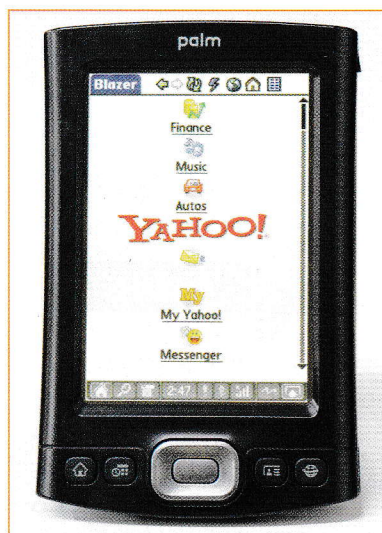 palm
Blazer
Finance
Music
Autos
YAHOO!
My
My Yahoo!
Messenger
2:47